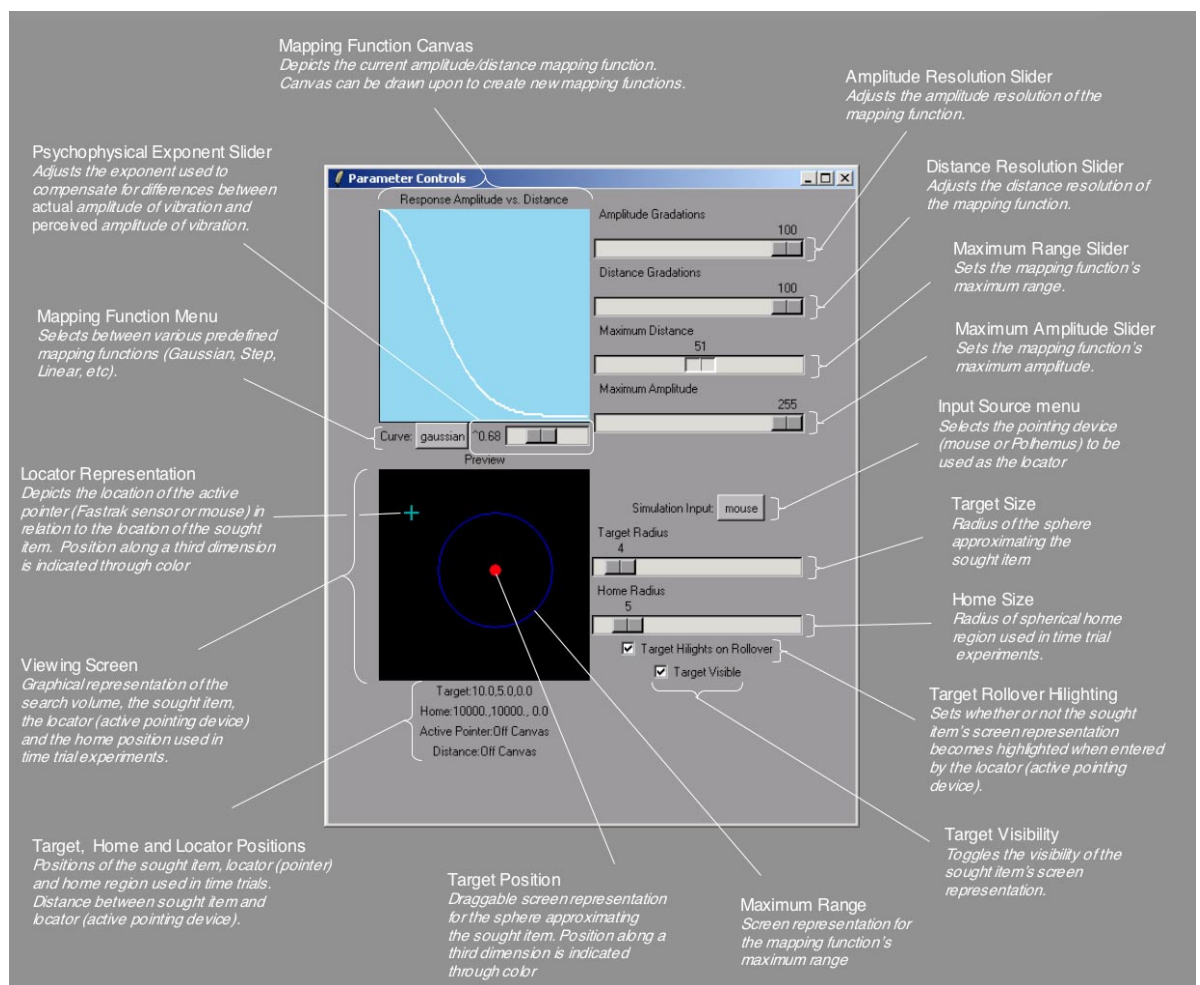 Mapping Function Canvas
Depicts the current amplitude/distance mapping function.
Canvas can be drawn upon to create new mapping functions.
Amplitude Resolution Slider
Adjusts the amplitude resolution of the
mapping function.
Psychophysical Exponent Slider
Adjusts the exponent used to
compensate for differences between
actual amplitude of vibration and
perceived amplitude of vibration.
Distance Resolution Slider
Adjusts the distance resolution of
the mapping function.
Maximum Range Slider
Sets the mapping function's
maximum range.
Mapping Function Menu
Selects between various predefined
mapping functions (Gaussian, Step,
Linear, etc).
Maximum Amplitude Slider
Sets the mapping function's
maximum amplitude.
Input Source menu
Selects the pointing device
(mouse or Polhemus) to be
used as the locator
Parameter Controls
Response Amplitude vs. Distance
Amplitude Gradations
100
Distance Gradations
100
Maximum Distance
51
Maximum Amplitude
255
Curve: gaussian ^0.68
Preview
Simulation Input: mouse
Target Radius
4
Home Radius
5
Target Hilights on Rollover
Target Visible
Target:10.0,5.0,0.0
Home:10000.,10000., 0.0
Active Pointer:Off Canvas
Distance:Off Canvas
Locator Representation
Depicts the location of the active
pointer (Fastrak sensor or mouse) in
relation to the location of the sought
item. Position along a third dimension
is indicated through color
Target Size
Radius of the sphere
approximating the
sought item
Home Size
Radius of spherical home
region used in time trial
experiments.
Viewing Screen
Graphical representation of the
search volume, the sought item,
the locator (active pointing device)
and the home position used in
time trial experiments.
Target Rollover Hilighting
Sets whether or not the sought
item's screen representation
becomes highlighted when entered
by the locator (active pointing
device).
Target, Home and Locator Positions
Positions of the sought item, locator (pointer)
and home region used in time trials.
Distance between sought item and
locator (active pointing device).
Target Position
Draggable screen representation
for the sphere approximating
the sought item. Position along a
third dimension is indicated
through color
Maximum Range
Screen representation for
the mapping function's
maximum range
Target Visibility
Toggles the visibility of the
sought item's screen
representation.